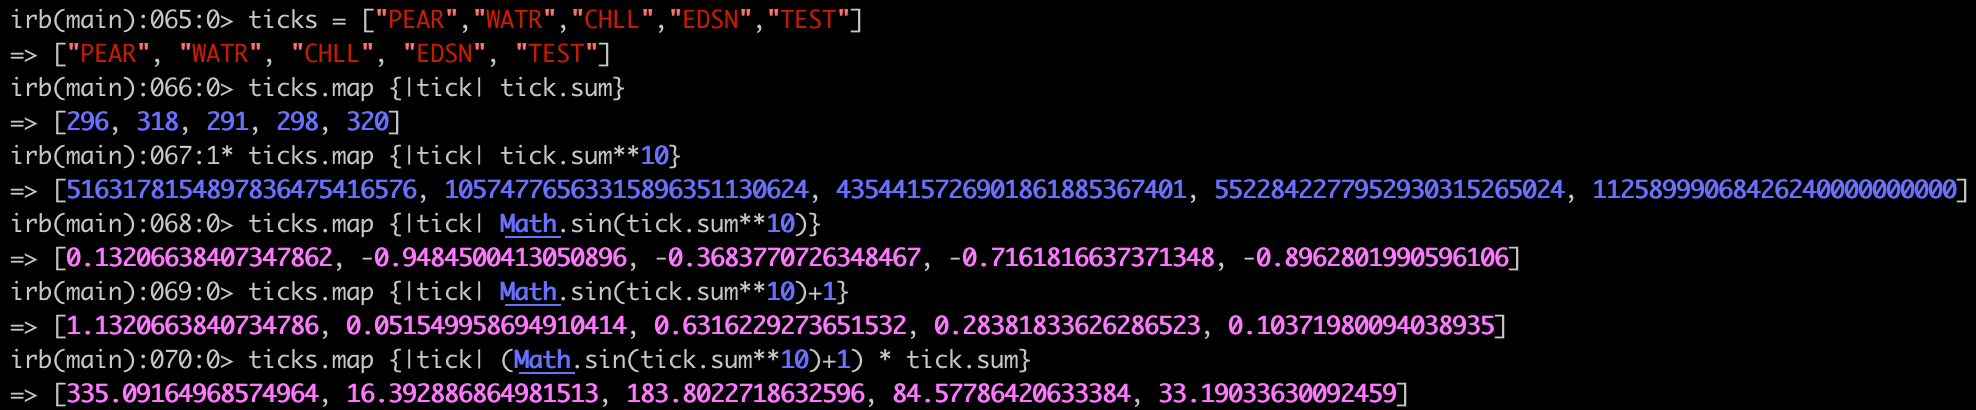 irb(main):065:0> ticks = ["PEAR","WATR","CHLL","EDSN","TEST"]
=> ["PEAR", "WATR", "CHLL", "EDSN", "TEST"]
irb(main):066:0> ticks.map {|tick| tick.sum}
=> [296, 318, 291, 298, 320]
irb(main):067:1* ticks.map {|tick| tick.sum**10}
=> [5163178154897836475416576, 10574776563315896351130624, 4354415726901861885367401, 5522842277952930315265024, 11258999068426240000000000]
irb(main):068:0> ticks.map {|tick| Math.sin(tick.sum**10)}
=> [0.13206638407347862, -0.9484500413050896, -0.3683770726348467, -0.7161816637371348, -0.8962801990596106]
irb(main):069:0> ticks.map {|tick| Math.sin(tick.sum**10)+1}
=> [1.1320663840734786, 0.051549958694910414, 0.6316229273651532, 0.28381833626286523, 0.10371980094038935]
irb(main):070:0> ticks.map {|tick| (Math.sin(tick.sum**10)+1) * tick.sum}
=> [335.09164968574964, 16.392886864981513, 183.8022718632596, 84.57786420633384, 33.19033630092459]